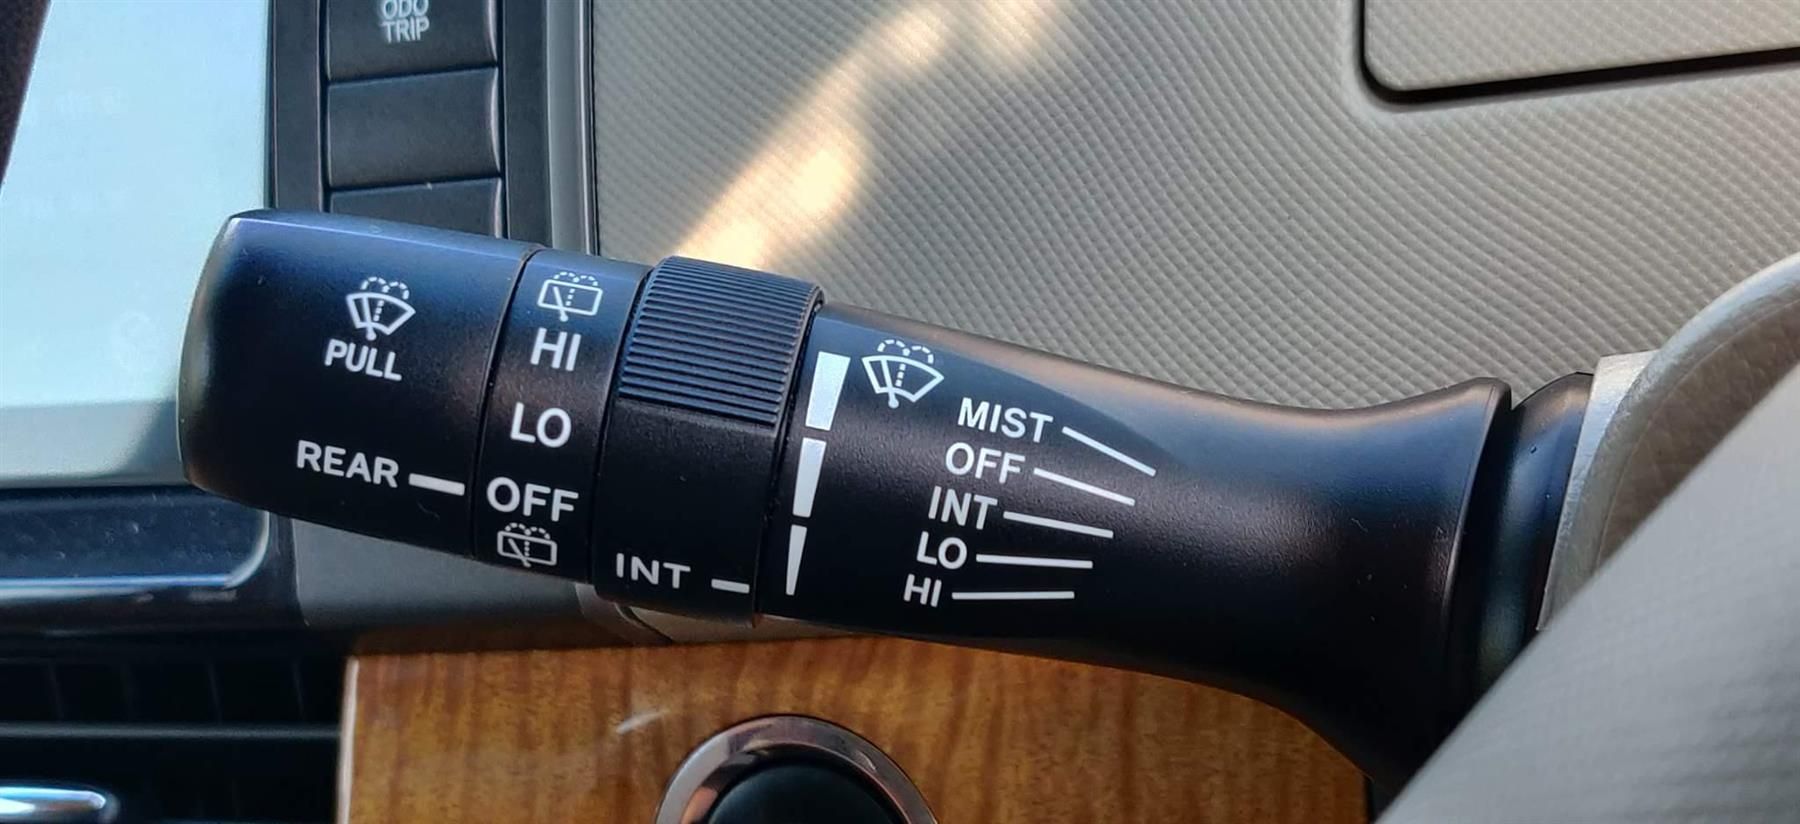 ODO
TRIP
PULL
REAR
HI
LO
OFF
INT
MIST
OFF
INT
LO
HI